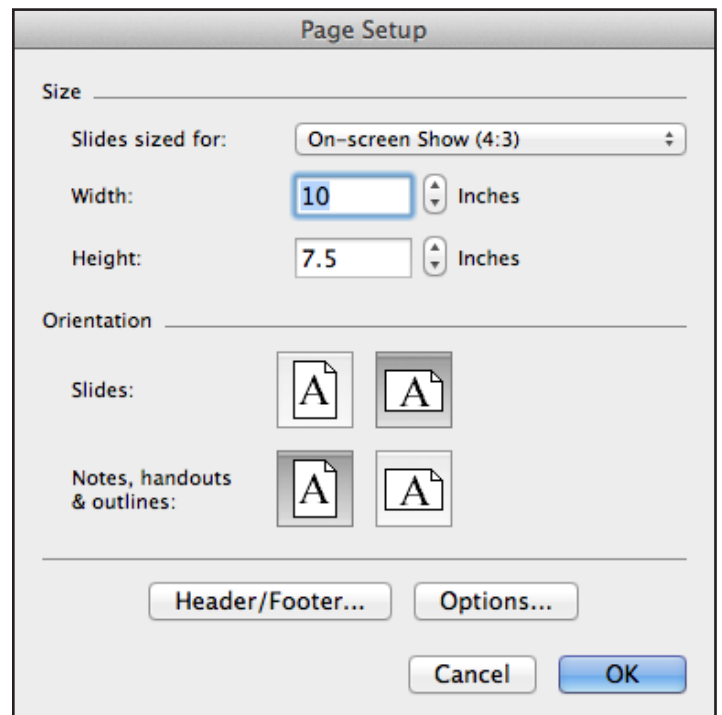 Page Setup
Size
Slides sized for: On-screen Show (4:3)
Width: 10 Inches
Height: 7.5 Inches
Orientation
Slides: A A
Notes, handouts
& outlines: A A
Header/Footer... Options...
Cancel OK